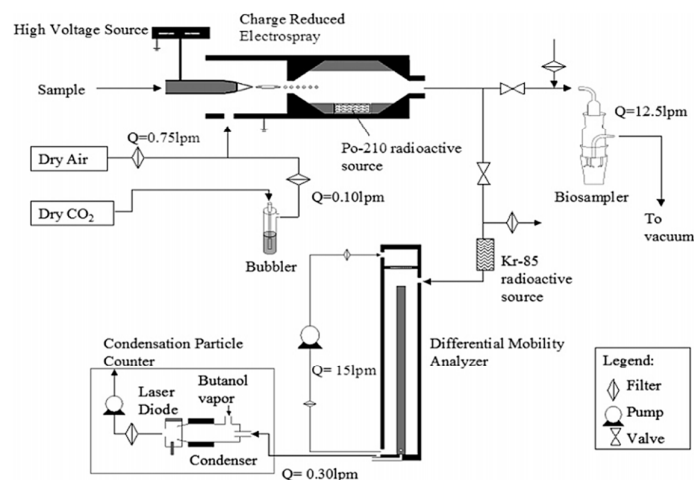 Charge Reduced
Electrospray
High Voltage Source
Sample
Q=12.5lpm
Q=0.75lpm
Dry Air
Po-210 radioactive
source
Q=0.10lpm
Biosampler
Dry CO₂
To
vacuum
Bubbler
Kr-85
radioactive
source
Condensation Particle
Counter
Differential Mobility
Analyzer
Q= 15lpm
Laser
Diode
Butanol
vapor
Condenser
Q= 0.30lpm
Legend:
Filter
Pump
Valve